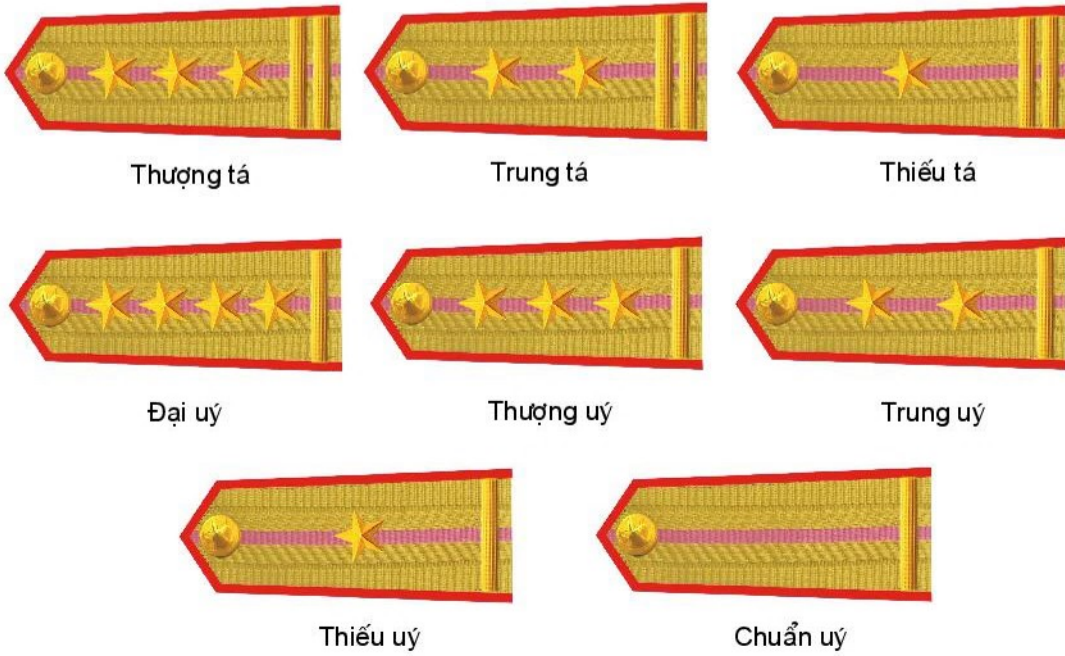 Thượng tá
Trung tá
Thiếu tá
Đại uý
Thượng uý
Trung uý
Thiếu uý
Chuẩn uý